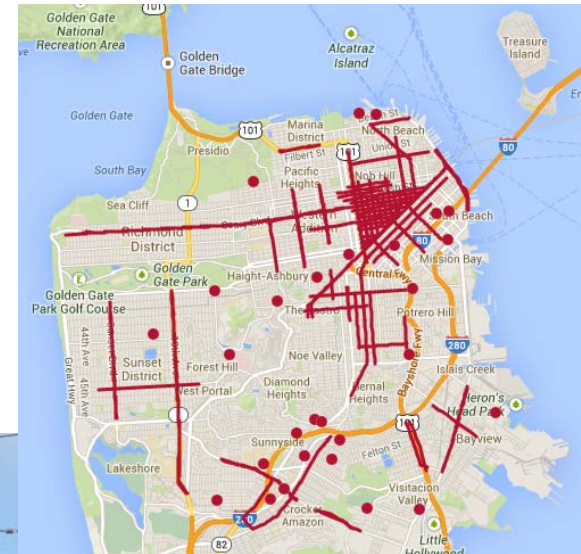 101
Golden Gate
National
Recreation Area
Golden
Gate Bridge
Alcatraz
Island
Treasure
Island
Golden Gate
101
Marina
District
North Beach
Filbert St
Union St
101
80
South Bay
Presidio
Pacific
Heights
Nob Hill
Sea Cliff
1
Richmond
District
South Beach
80
Mission Bay
Golden
Gate Park
Haight-Ashbury
Central Fwy
Golden Gate
Park Golf Course
Potrero Hill
44th Ave
45th Ave
Great Hwy
Sunset
District
Forest Hill
Noe Valley
280
Bayshore Fwy
Islais Creek
West Portal
Diamond
Heights
Bernal
Heights
Heron's
Head Park
101
Bayview
Sunnyside
Felton St
Lakeshore
Visitacion
Valley
Crocker
Amazon
280
82
Little
Hollywood